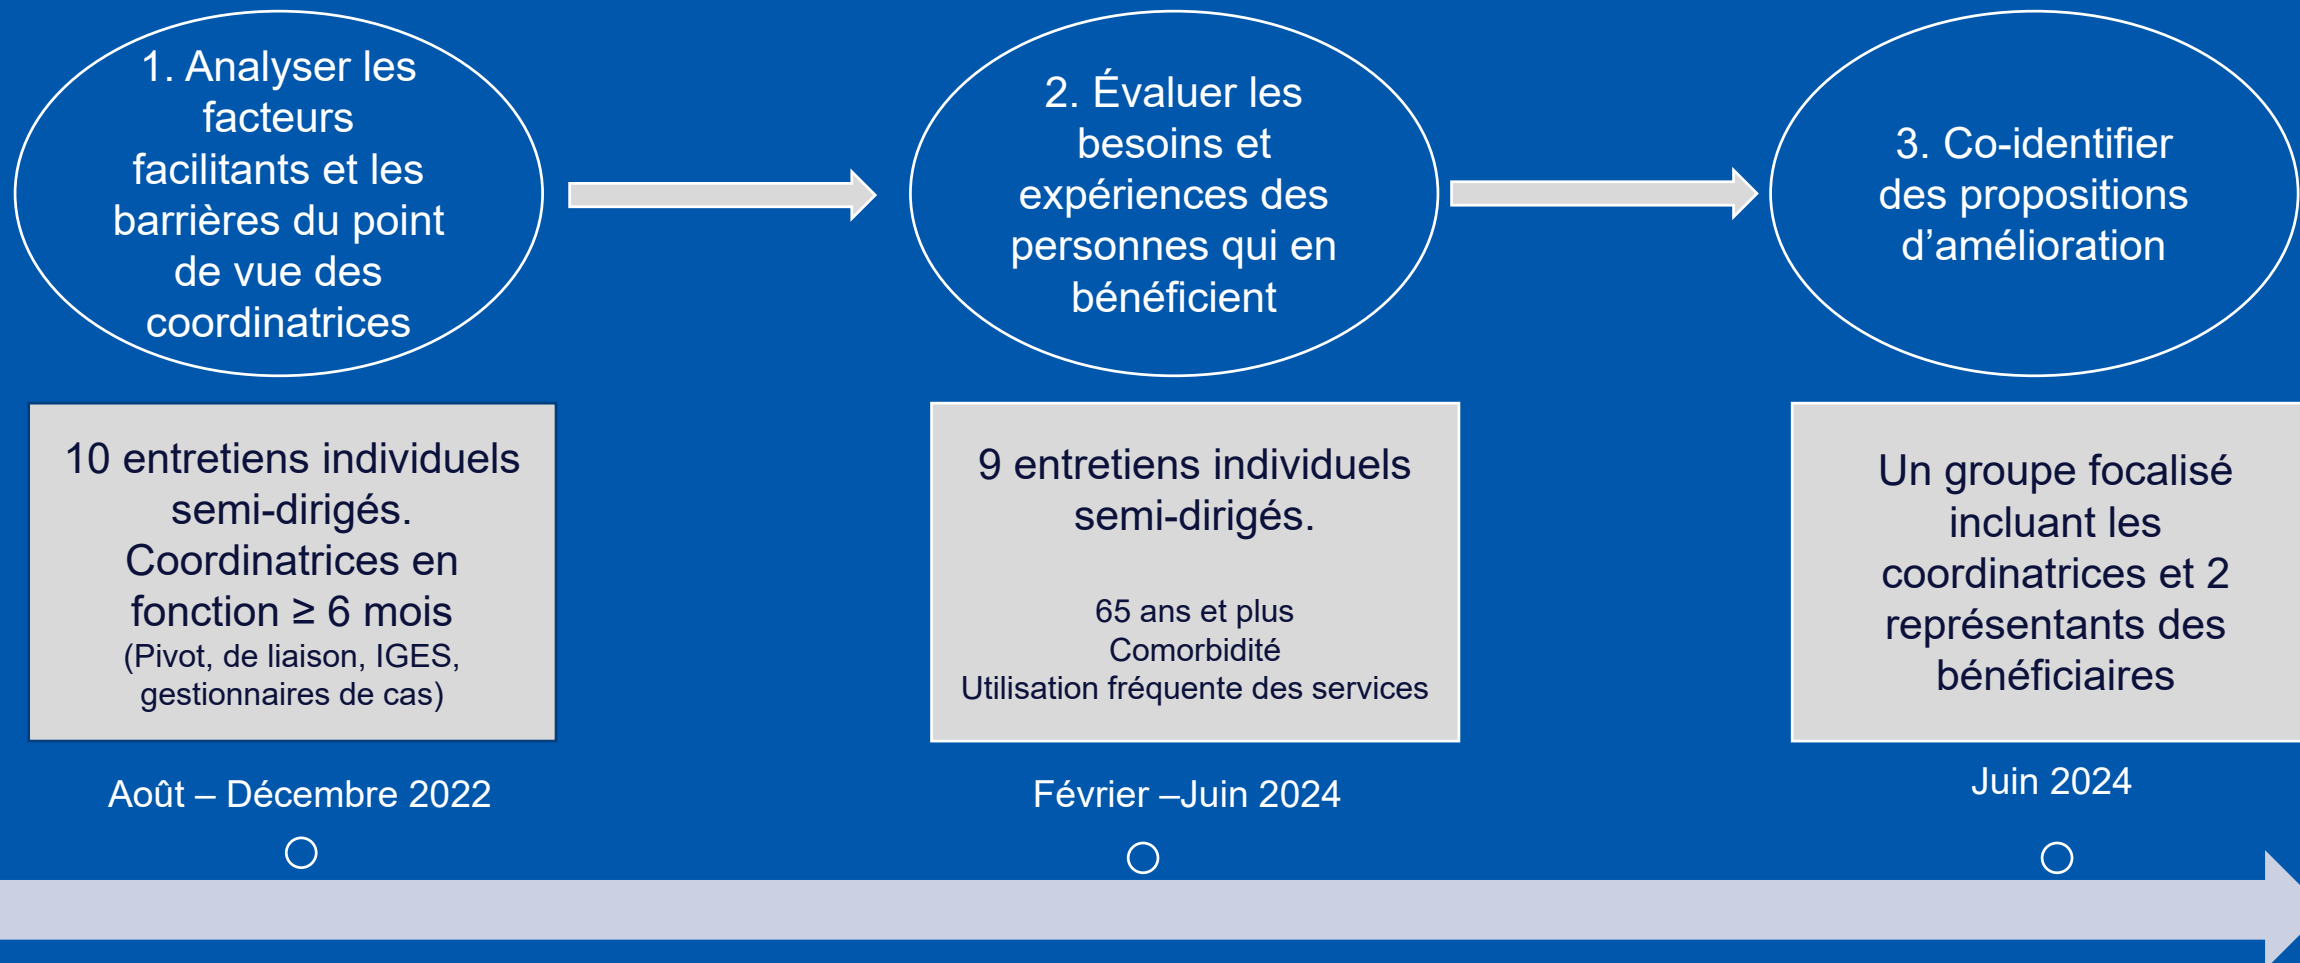 1. Analyser les
facteurs
facilitants et les
barrières du point
de vue des
coordinatrices
2. Évaluer les
besoins et
expériences des
personnes qui en
bénéficient
3. Co-identifier
des propositions
d’amélioration
10 entretiens individuels
semi-dirigés.
Coordinatrices en
fonction ≥ 6 mois
(Pivot, de liaison, IGES,
gestionnaires de cas)
9 entretiens individuels
semi-dirigés.
65 ans et plus
Comorbidité
Utilisation fréquente des services
Un groupe focalisé
incluant les
coordinatrices et 2
représentants des
bénéficiaires
Août – Décembre 2022
Février –Juin 2024
Juin 2024